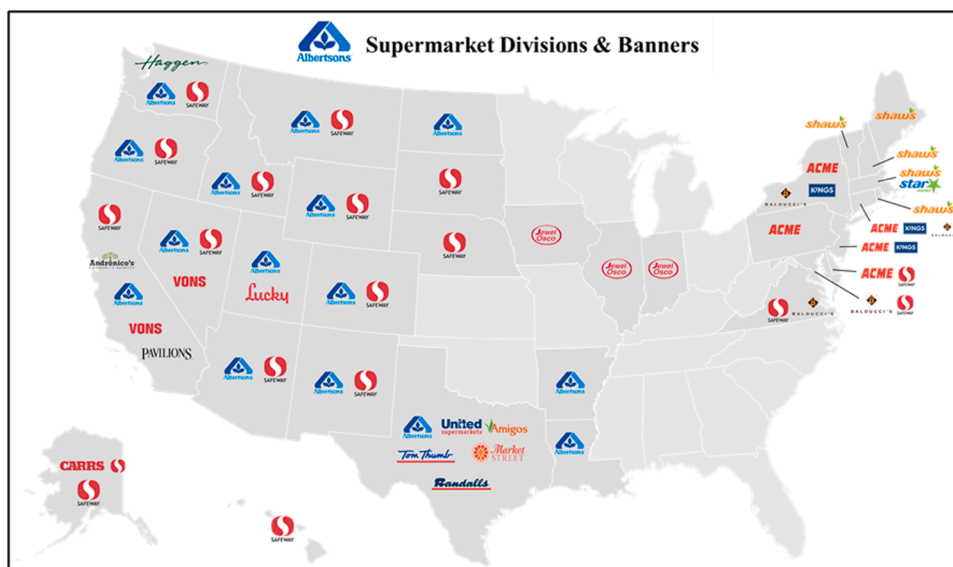 Albertsons
Supermarket Divisions & Banners
Haggen
Albertsons
SAFEWAY
Albertsons
SAFEWAY
Albertsons
Albertsons
SAFEWAY
Albertsons
SAFEWAY
Albertsons
SAFEWAY
SAFEWAY
SAFEWAY
Andronico's
COMMUNITY MARKETS
Albertsons
SAFEWAY
VONS
Albertsons
Lucky
SAFEWAY
Albertsons
SAFEWAY
Albertsons
VONS
PAVILIONS
Albertsons
SAFEWAY
Albertsons
SAFEWAY
Jewel
Osco
Jewel
Osco
Jewel
Osco
Albertsons
Albertsons
Albertsons
United
supermarkets
Amigos
Tom Thumb
Market
STREET
Randalls
CARRS
SAFEWAY
SAFEWAY
shaw's
shaw's
shaw's
shaw's
star
MARKET
shaw's
ACME
KINGS
BALDUCCI'S
ACME
ACME
KINGS
ACME
KINGS
ACME
SAFEWAY
SAFEWAY
BALDUCCI'S
BALDUCCI'S
SAFEWAY